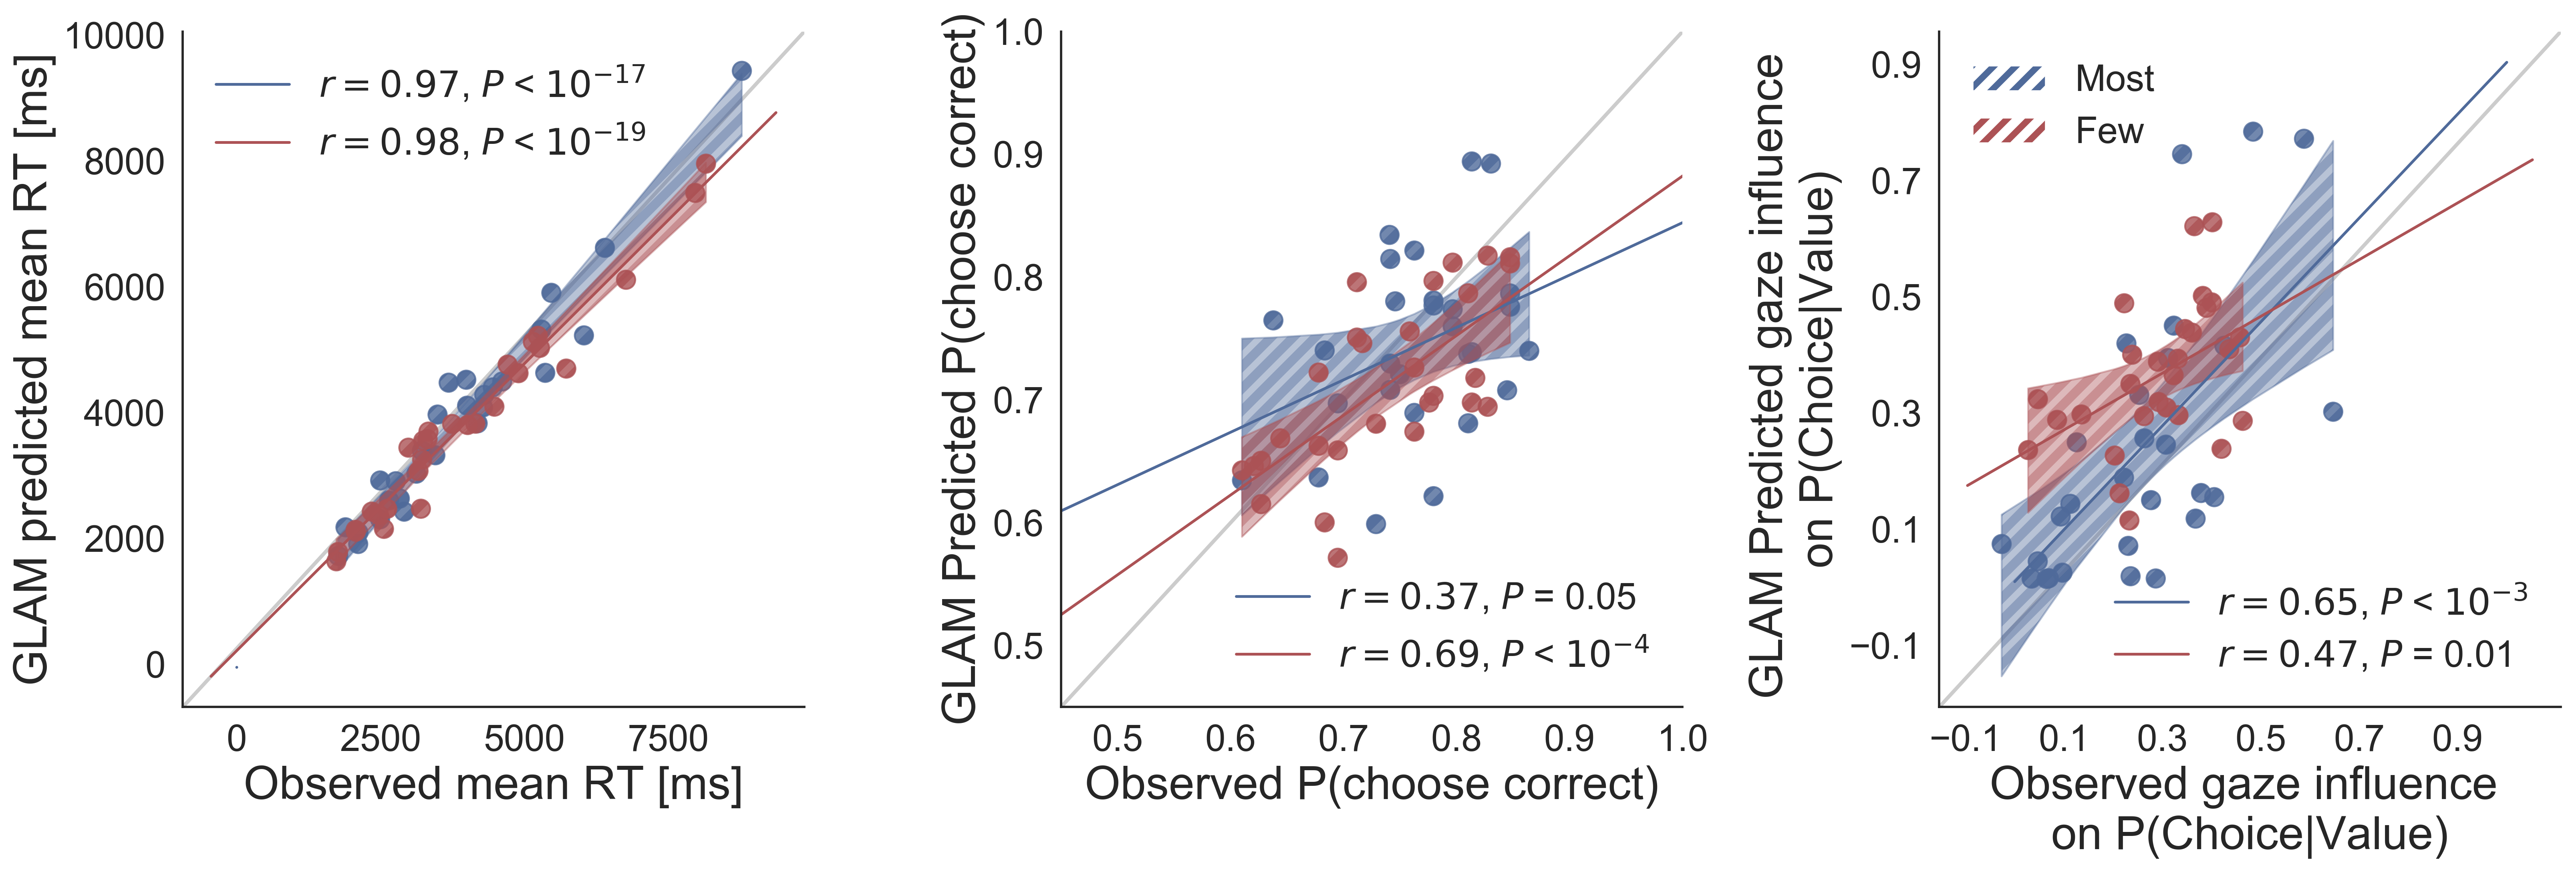 GLAM predicted mean RT [ms]
10000
8000
6000
4000
2000
0
r = 0.97, P < 10⁻¹⁷
r = 0.98, P < 10⁻¹⁹
0 2500 5000 7500
Observed mean RT [ms]
GLAM Predicted P(choose correct)
1.0
0.9
0.8
0.7
0.6
0.5
r = 0.37, P = 0.05
r = 0.69, P < 10⁻⁴
0.5 0.6 0.7 0.8 0.9 1.0
Observed P(choose correct)
GLAM Predicted gaze influence
on P(Choice|Value)
0.9
0.7
0.5
0.3
0.1
−0.1
Most
Few
r = 0.65, P < 10⁻³
r = 0.47, P = 0.01
−0.1 0.1 0.3 0.5 0.7 0.9
Observed gaze influence
on P(Choice|Value)